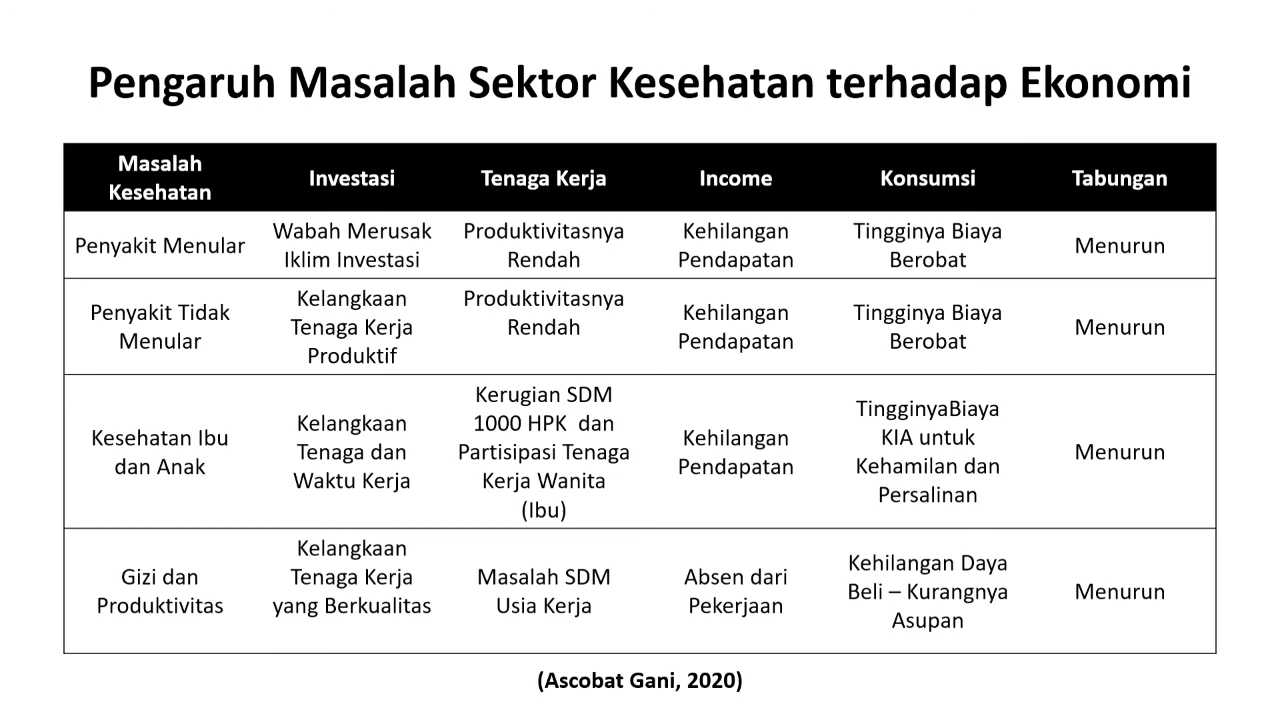 Pengaruh Masalah Sektor Kesehatan terhadap Ekonomi
Masalah
Kesehatan
Investasi
Tenaga Kerja
Income
Konsumsi
Tabungan
Penyakit Menular
Wabah Merusak
Iklim Investasi
Produktivitasnya
Rendah
Kehilangan
Pendapatan
Tingginya Biaya
Berobat
Menurun
Penyakit Tidak
Menular
Kelangkaan
Tenaga Kerja
Produktif
Produktivitasnya
Rendah
Kehilangan
Pendapatan
Tingginya Biaya
Berobat
Menurun
Kesehatan Ibu
dan Anak
Kelangkaan
Tenaga dan
Waktu Kerja
Kerugian SDM
1000 HPK dan
Partisipasi Tenaga
Kerja Wanita
(Ibu)
Kehilangan
Pendapatan
TingginyaBiaya
KIA untuk
Kehamilan dan
Persalinan
Menurun
Gizi dan
Produktivitas
Kelangkaan
Tenaga Kerja
yang Berkualitas
Masalah SDM
Usia Kerja
Absen dari
Pekerjaan
Kehilangan Daya
Beli – Kurangnya
Asupan
Menurun
(Ascobat Gani, 2020)